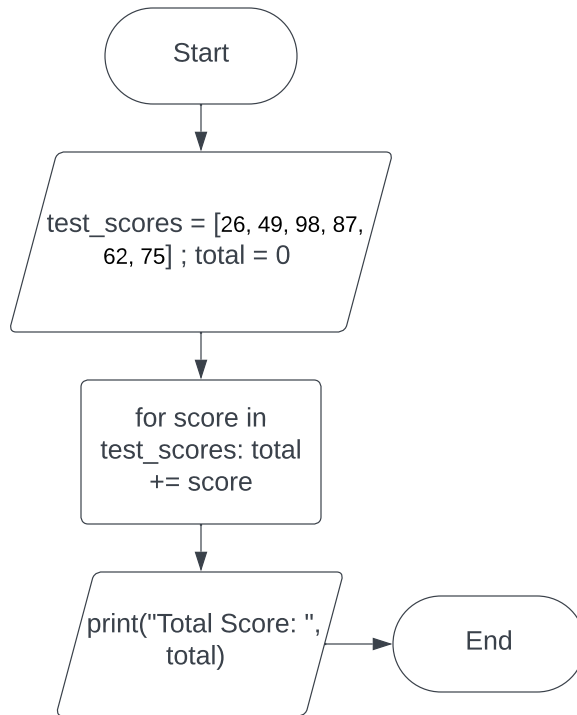 Start
test_scores = [26, 49, 98, 87,
62, 75] ; total = 0
for score in
test_scores: total
+= score
print("Total Score: ",
total)
End